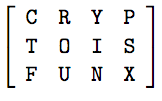 C R Y P
T O I S
F U N X